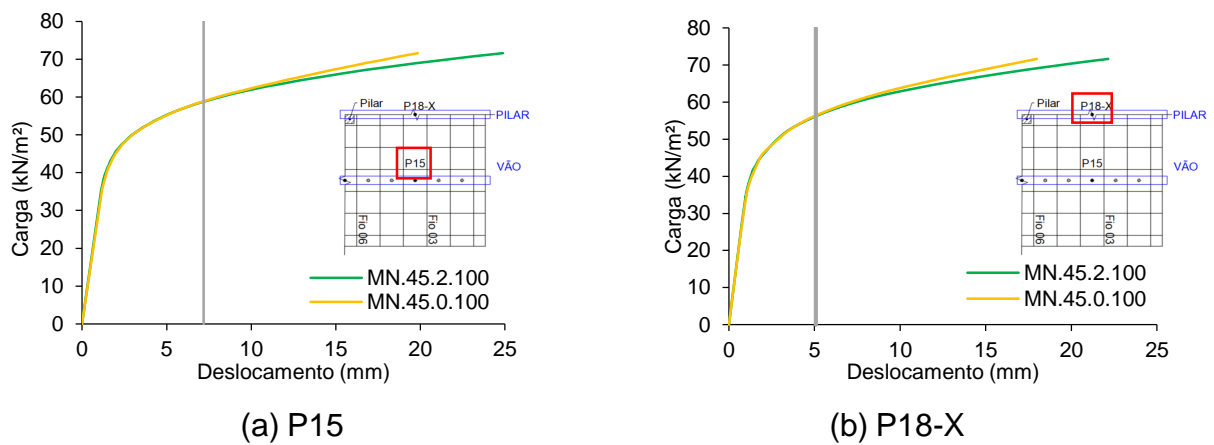 80
70
60
50
40
30
20
10
0
Carga (kN/m²)
0 5 10 15 20 25
Deslocamento (mm)
Pilar
P18-X
PILAR
P15
VÃO
Fio 06
Fio 03
MN.45.2.100
MN.45.0.100
(a) P15
80
70
60
50
40
30
20
10
0
Carga (kN/m²)
0 5 10 15 20 25
Deslocamento (mm)
Pilar
P18-X
PILAR
P15
VÃO
Fio 06
Fio 03
MN.45.2.100
MN.45.0.100
(b) P18-X